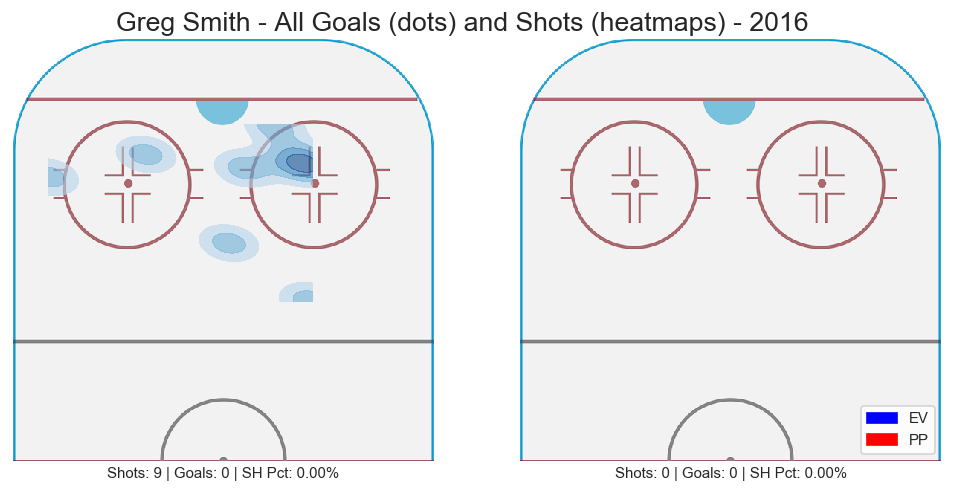 Greg Smith - All Goals (dots) and Shots (heatmaps) - 2016
EV
PP
Shots: 9 | Goals: 0 | SH Pct: 0.00%
Shots: 0 | Goals: 0 | SH Pct: 0.00%